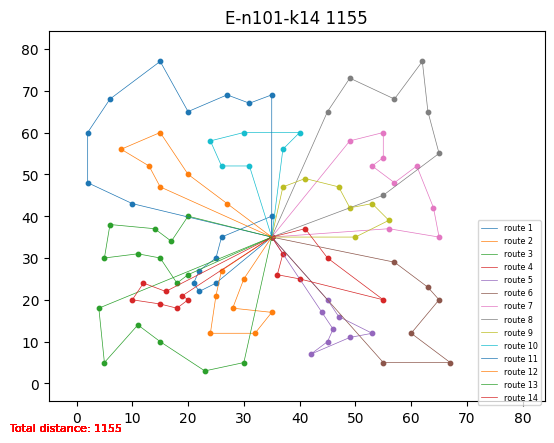 E-n101-k14 1155
80
70
60
50
40
30
20
10
0
route 1
route 2
route 3
route 4
route 5
route 6
route 7
route 8
route 9
route 10
route 11
route 12
route 13
route 14
0 10 20 30 40 50 60 70 80
Total distance: 1155